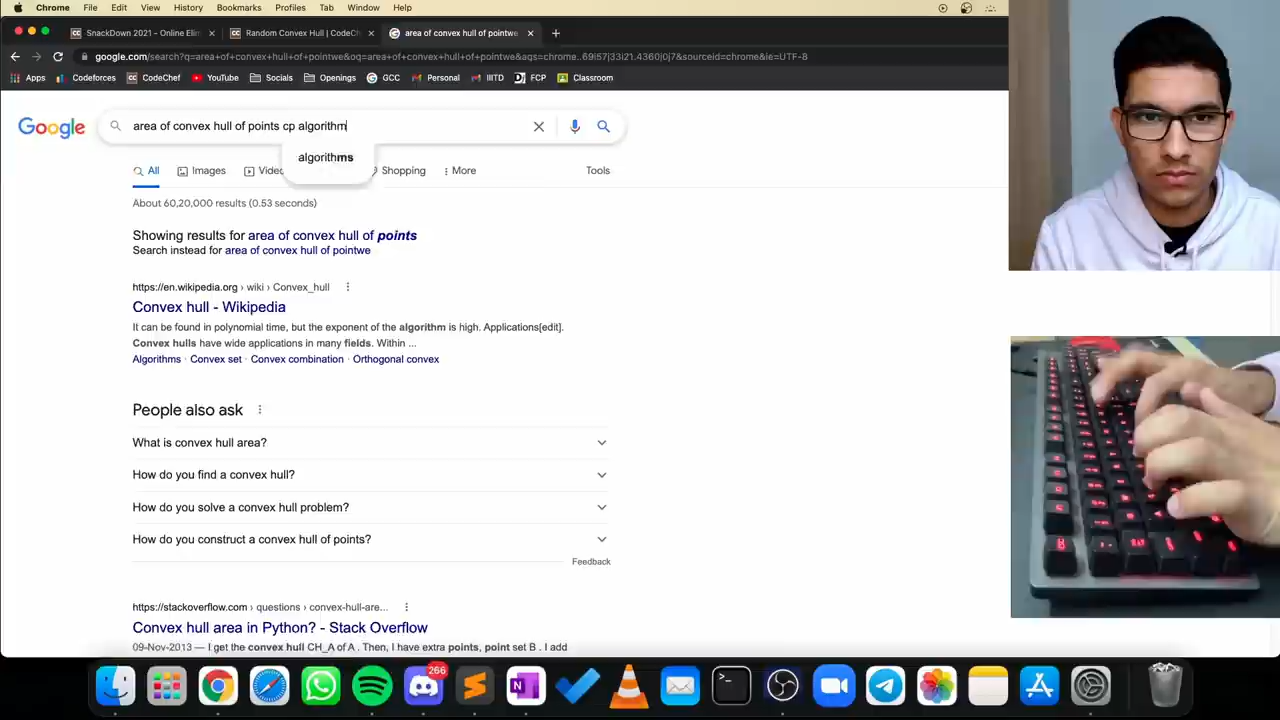 Chrome File Edit View History Bookmarks Profiles Tab Window Help
SnackDown 2021 - Online Elim
Random Convex Hull | CodeCh
area of convex hull of pointwe
google.com/search?q=area+of+convex+hull+of+pointwe&oq=area+of+convex+hull+of+pointwe&aqs=chrome..69i57j33i21.4360j0j7&sourceid=chrome&ie=UTF-8
Apps Codeforces CodeChef YouTube Socials Openings GCC Personal IIITD FCP Classroom
Google
area of convex hull of points cp algorithm
algorithms
All Images Video Shopping More Tools
About 60,20,000 results (0.53 seconds)
Showing results for area of convex hull of points
Search instead for area of convex hull of pointwe
https://en.wikipedia.org › wiki › Convex_hull
Convex hull - Wikipedia
It can be found in polynomial time, but the exponent of the algorithm is high. Applications[edit].
Convex hulls have wide applications in many fields. Within ...
Algorithms · Convex set · Convex combination · Orthogonal convex
People also ask
What is convex hull area?
How do you find a convex hull?
How do you solve a convex hull problem?
How do you construct a convex hull of points?
Feedback
https://stackoverflow.com › questions › convex-hull-are...
Convex hull area in Python? - Stack Overflow
09-Nov-2013 — I get the convex hull CH_A of A . Then, I have extra points, point set B . I add
266